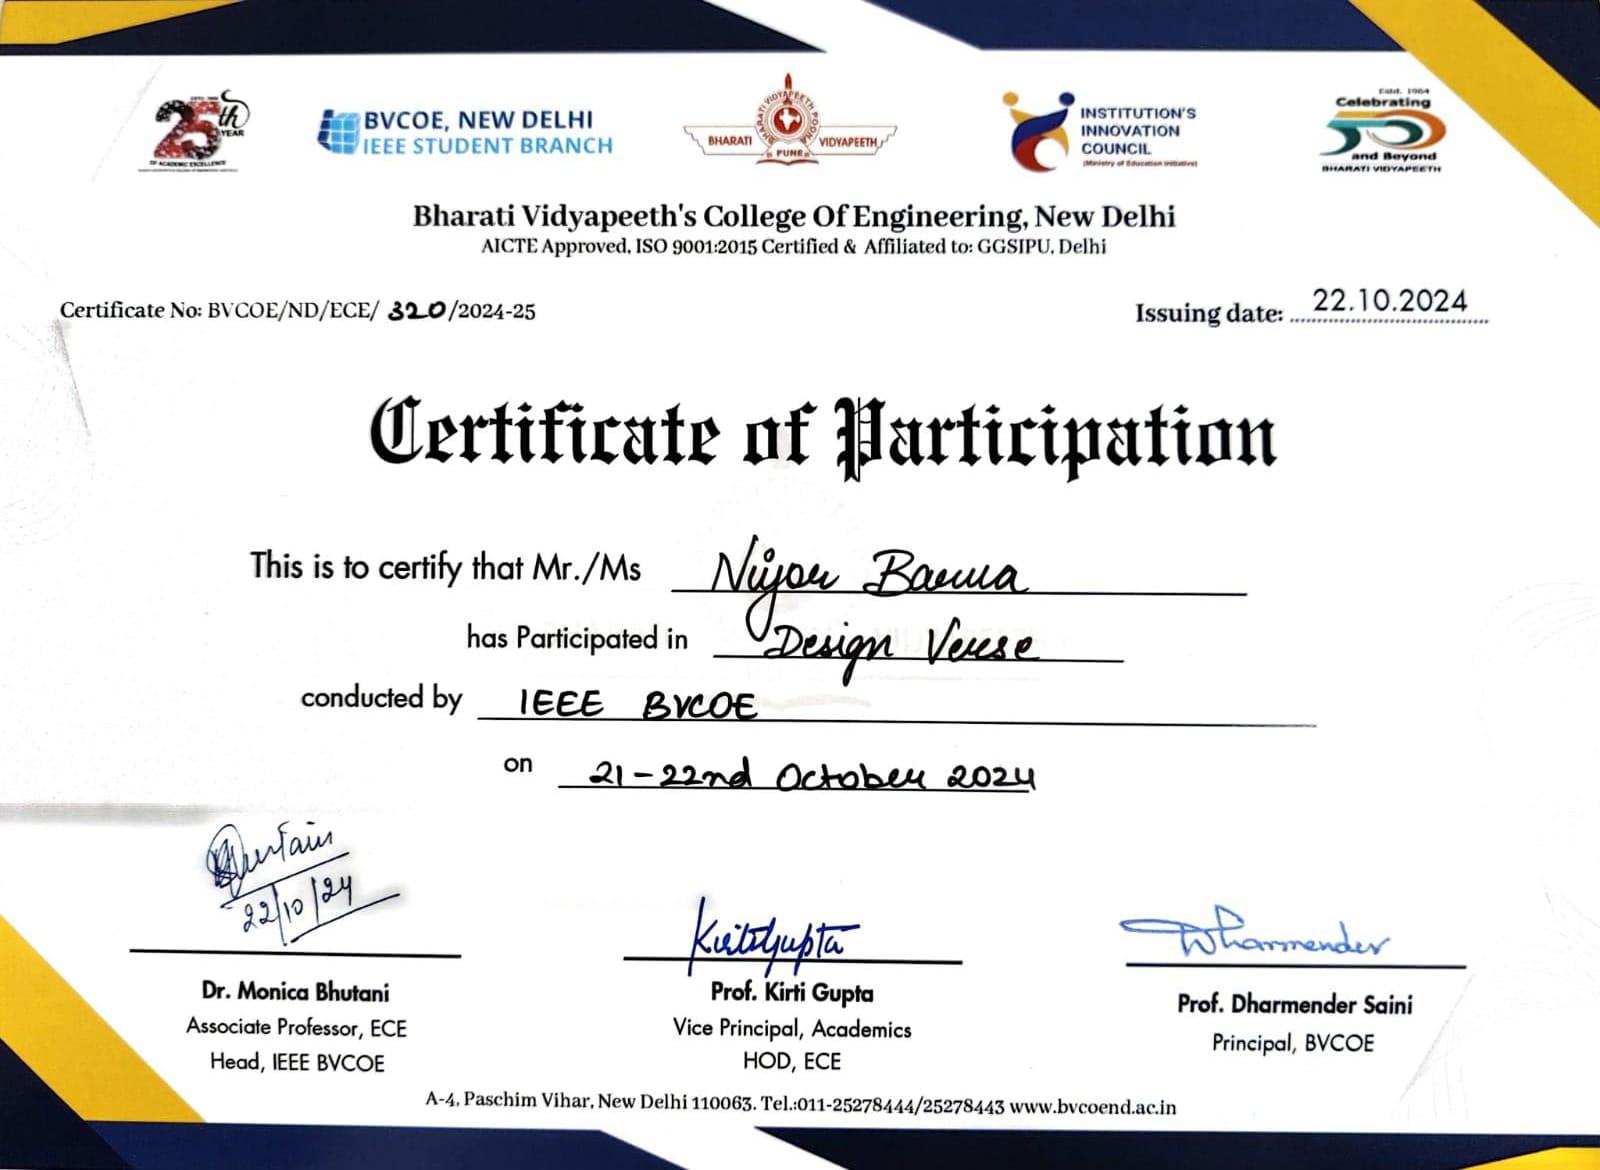 25th YEAR
OF ACADEMIC EXCELLENCE
BVCOE, NEW DELHI
IEEE STUDENT BRANCH
BHARATI VIDYAPEETH
PUNE
INSTITUTION'S
INNOVATION
COUNCIL
(Ministry of Education Initiative)
Estd. 1964
Celebrating
50
and Beyond
BHARATI VIDYAPEETH
Bharati Vidyapeeth's College Of Engineering, New Delhi
AICTE Approved, ISO 9001:2015 Certified & Affiliated to: GGSIPU, Delhi
Certificate No: BVCOE/ND/ECE/ 320/2024-25
Issuing date: 22.10.2024
Certificate of Participation
This is to certify that Mr./Ms Nijor Barua
has Participated in Design Verse
conducted by IEEE BVCOE
on 21-22nd October 2024
22/10/24
KirtiGupta
Dharmender
Dr. Monica Bhutani
Associate Professor, ECE
Head, IEEE BVCOE
Prof. Kirti Gupta
Vice Principal, Academics
HOD, ECE
Prof. Dharmender Saini
Principal, BVCOE
A-4, Paschim Vihar, New Delhi 110063. Tel.:011-25278444/25278443 www.bvcoend.ac.in